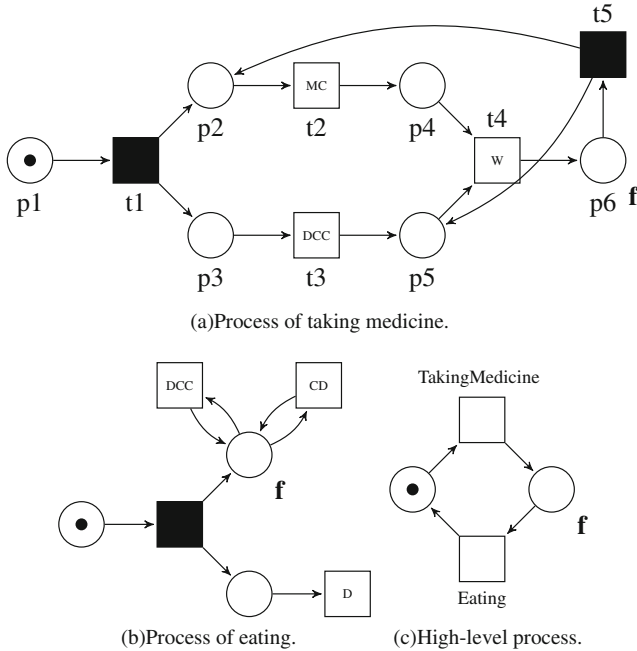 t5
MC
p2
t2
p4
t4
W
p1
t1
p6
f
DCC
p3
t3
p5
(a)Process of taking medicine.
DCC
CD
TakingMedicine
f
f
D
Eating
(b)Process of eating.
(c)High-level process.